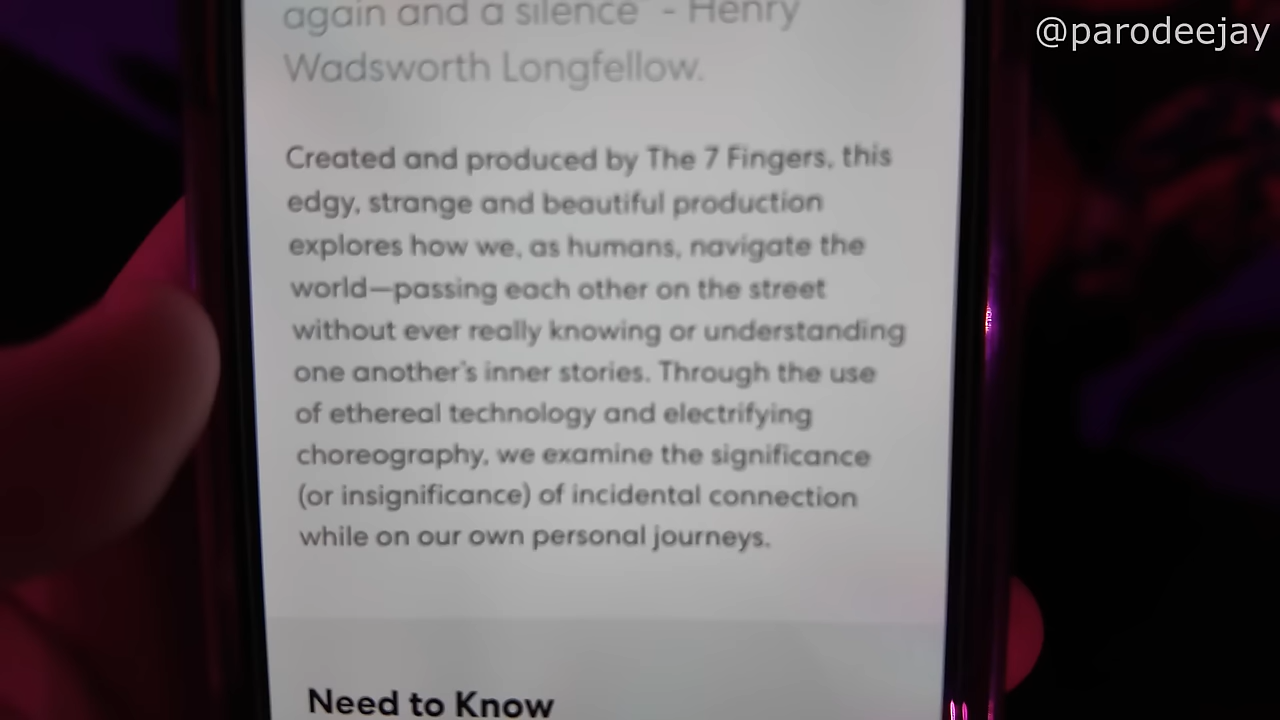 @parodeejay
again and a silence" - Henry
Wadsworth Longfellow.
Created and produced by The 7 Fingers, this
edgy, strange and beautiful production
explores how we, as humans, navigate the
world—passing each other on the street
without ever really knowing or understanding
one another's inner stories. Through the use
of ethereal technology and electrifying
choreography, we examine the significance
(or insignificance) of incidental connection
while on our own personal journeys.
Need to Know